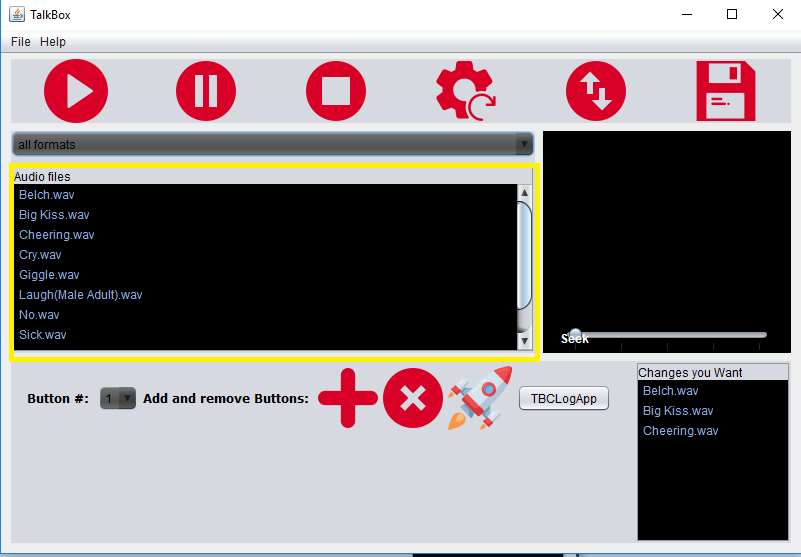 TalkBox
File Help
all formats
Audio files
Belch.wav
Big Kiss.wav
Cheering.wav
Cry.wav
Giggle.wav
Laugh(Male Adult).wav
No.wav
Sick.wav
Seek
Button #: 1 Add and remove Buttons: TBCLogApp
Changes you Want
Belch.wav
Big Kiss.wav
Cheering.wav